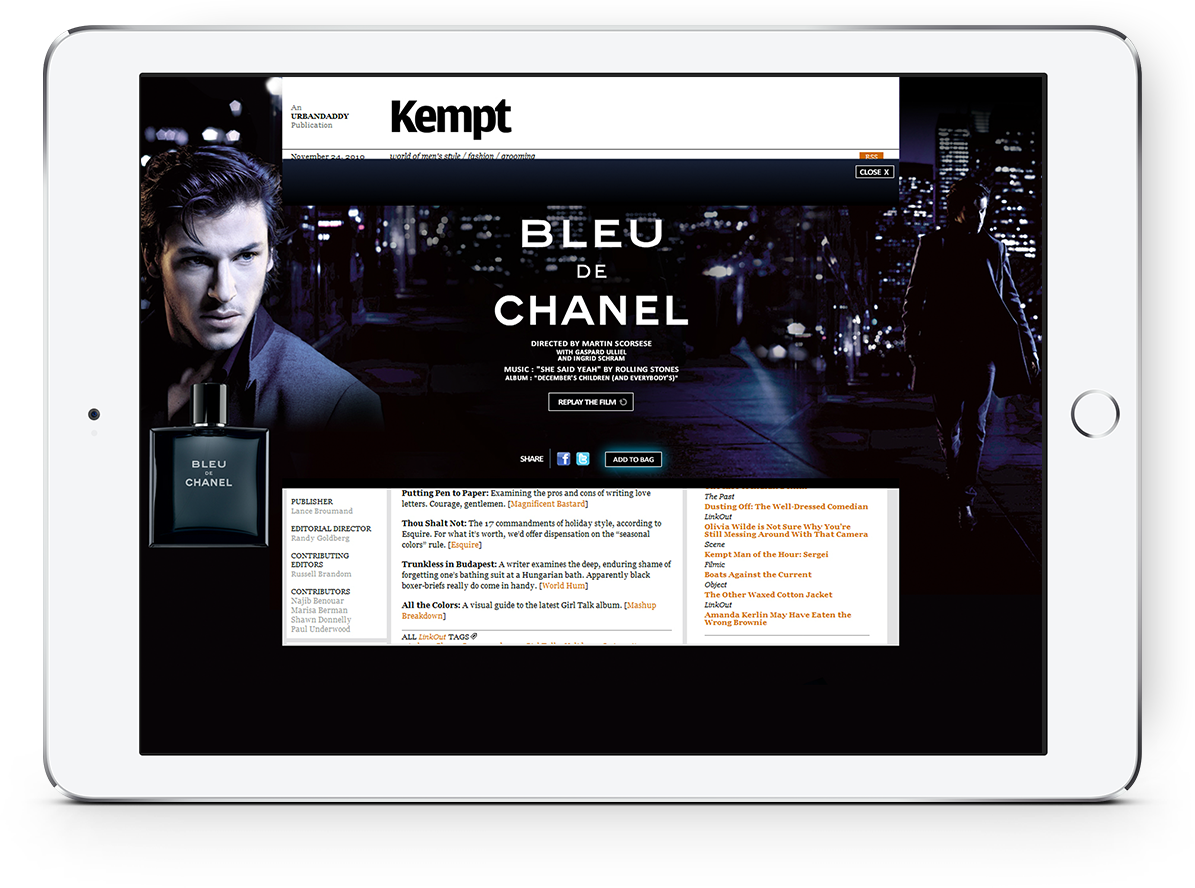 An
URBANDADDY
Publication
Kempt
November 24, 2010
world of men's style / fashion / grooming
RSS
CLOSE X
BLEU
DE
CHANEL
DIRECTED BY MARTIN SCORSESE
WITH GASPARD ULLIEL
AND INGRID SCHRAM
MUSIC : "SHE SAID YEAH" BY ROLLING STONES
ALBUM : "DECEMBER'S CHILDREN (AND EVERYBODY'S)"
REPLAY THE FILM
SHARE
ADD TO BAG
BLEU
DE
CHANEL
PUBLISHER
Lance Broumand
EDITORIAL DIRECTOR
Randy Goldberg
CONTRIBUTING
EDITORS
Russell Brandom
CONTRIBUTORS
Najib Benouar
Marisa Berman
Shawn Donnelly
Paul Underwood
Putting Pen to Paper: Examining the pros and cons of writing love
letters. Courage, gentlemen. [Magnificent Bastard]
Thou Shalt Not: The 17 commandments of holiday style, according to
Esquire. For what it's worth, we'd offer dispensation on the "seasonal
colors" rule. [Esquire]
Trunkless in Budapest: A writer examines the deep, enduring shame of
forgetting one's bathing suit at a Hungarian bath. Apparently black
boxer-briefs really do come in handy. [World Hum]
All the Colors: A visual guide to the latest Girl Talk album. [Mashup
Breakdown]
ALL LinkOut TAGS
The Past
Dusting Off: The Well-Dressed Comedian
LinkOut
Olivia Wilde is Not Sure Why You're
Still Messing Around With That Camera
Scene
Kempt Man of the Hour: Sergei
Filmic
Boats Against the Current
Object
The Other Waxed Cotton Jacket
LinkOut
Amanda Kerlin May Have Eaten the
Wrong Brownie